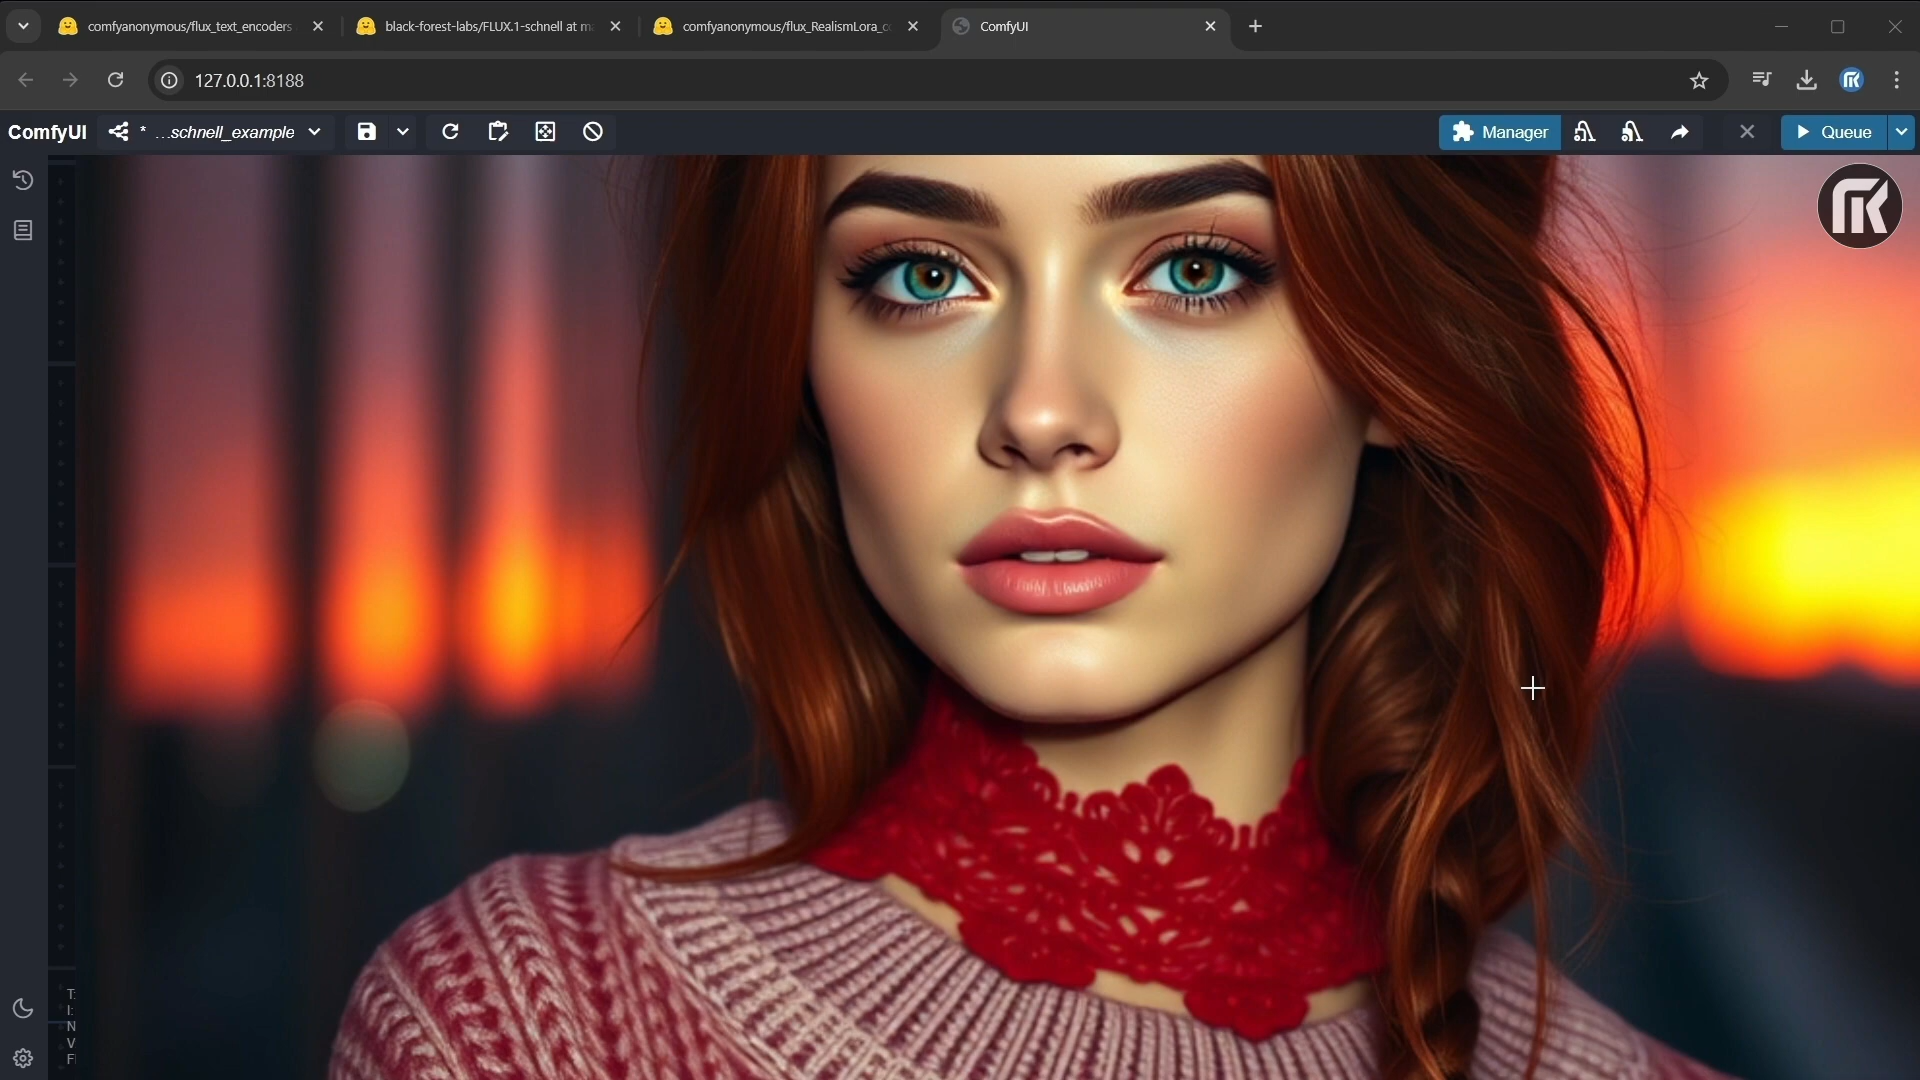 comfyanonymous/flux_text_encoders
black-forest-labs/FLUX.1-schnell at m
comfyanonymous/flux_RealismLora_c
ComfyUI
127.0.0.1:8188
ComfyUI
* …schnell_example
Manager
Queue
T:
I:
N
V
F